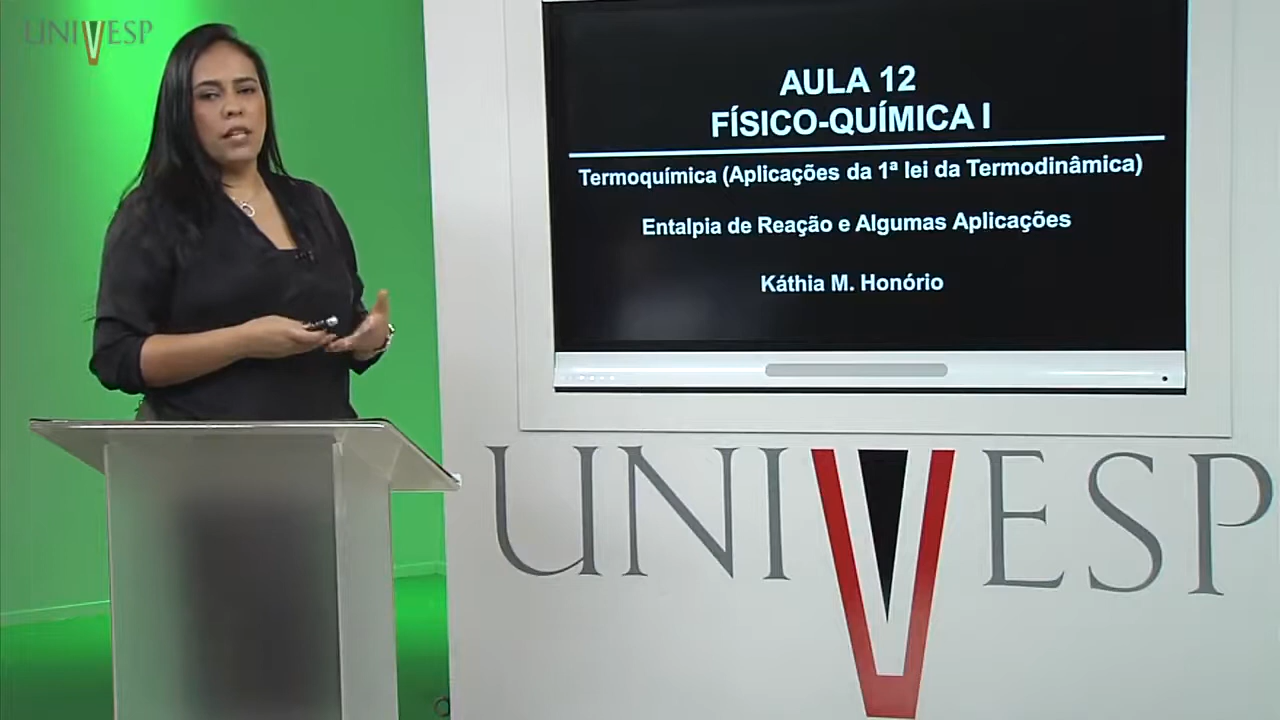 UNIVESP
AULA 12
FÍSICO-QUÍMICA I
Termoquímica (Aplicações da 1ª lei da Termodinâmica)
Entalpia de Reação e Algumas Aplicações
Káthia M. Honório
UNIVESP